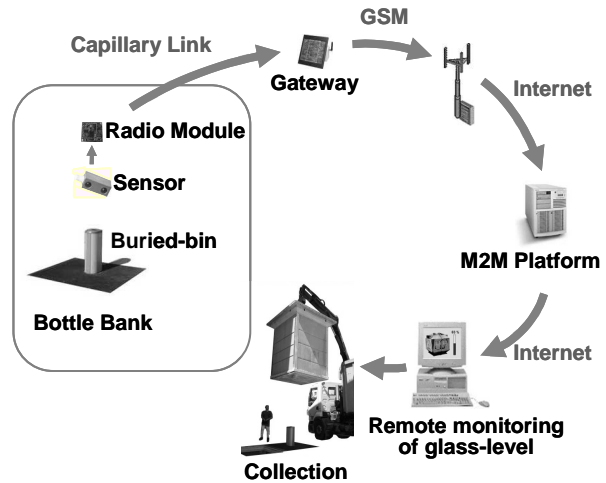 GSM
Capillary Link
Gateway
Internet
Radio Module
Sensor
Buried-bin
M2M Platform
Bottle Bank
Internet
Remote monitoring
of glass-level
Collection